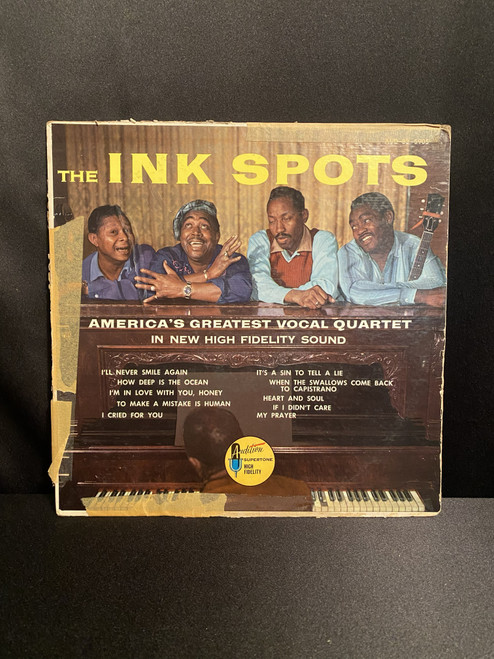 THE INK SPOTS
AMERICA'S GREATEST VOCAL QUARTET
IN NEW HIGH FIDELITY SOUND
I'LL NEVER SMILE AGAIN
HOW DEEP IS THE OCEAN
I'M IN LOVE WITH YOU, HONEY
TO MAKE A MISTAKE IS HUMAN
I CRIED FOR YOU
IT'S A SIN TO TELL A LIE
WHEN THE SWALLOWS COME BACK
TO CAPISTRANO
HEART AND SOUL
IF I DIDN'T CARE
MY PRAYER
Audition
SUPERTONE
HIGH
FIDELITY